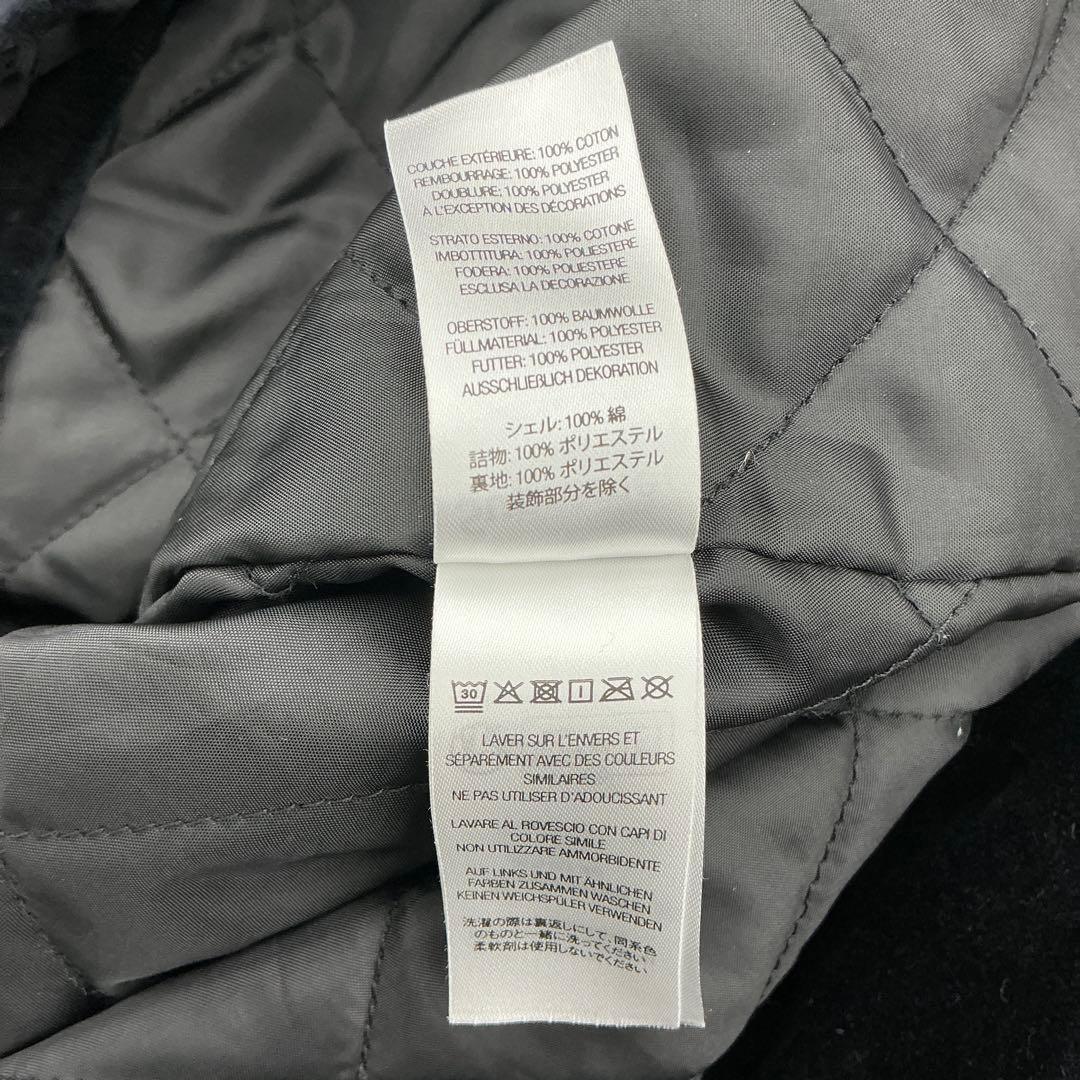 COUCHE EXTÉRIEURE: 100% COTON
REMBOURRAGE: 100% POLYESTER
DOUBLURE: 100% POLYESTER
À L'EXCEPTION DES DÉCORATIONS
STRATO ESTERNO: 100% COTONE
IMBOTTITURA: 100% POLIESTERE
FODERA: 100% POLIESTERE
ESCLUSA LA DECORAZIONE
OBERSTOFF: 100% BAUMWOLLE
FÜLLMATERIAL: 100% POLYESTER
FUTTER: 100% POLYESTER
AUSSCHLIEßLICH DEKORATION
シェル: 100% 綿
詰物: 100% ポリエステル
裏地: 100% ポリエステル
装飾部分を除く
30
LAVER SUR L'ENVERS ET
SÉPARÉMENT AVEC DES COULEURS
SIMILAIRES
NE PAS UTILISER D'ADOUCISSANT
LAVARE AL ROVESCIO CON CAPI DI
COLORE SIMILE
NON UTILIZZARE AMMORBIDENTE
AUF LINKS UND MIT ÄHNLICHEN
FARBEN ZUSAMMEN WASCHEN
KEINEN WEICHSPÜLER VERWENDEN
洗濯の際は裏返しにして、同系色
のものと一緒に洗ってください
柔軟剤は使用しないでください